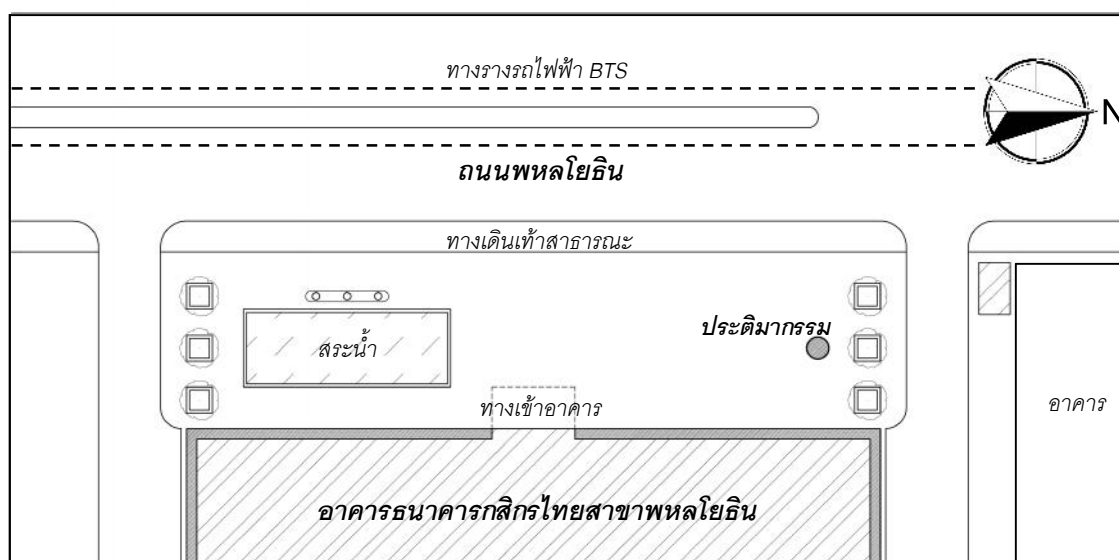 ทางรางรถไฟฟ้า BTS
N
ถนนพหลโยธิน
ทางเดินเท้าสาธารณะ
ประติมากรรม
สระน้ำ
ทางเข้าอาคาร
อาคาร
อาคารธนาคารกสิกรไทยสาขาพหลโยธิน